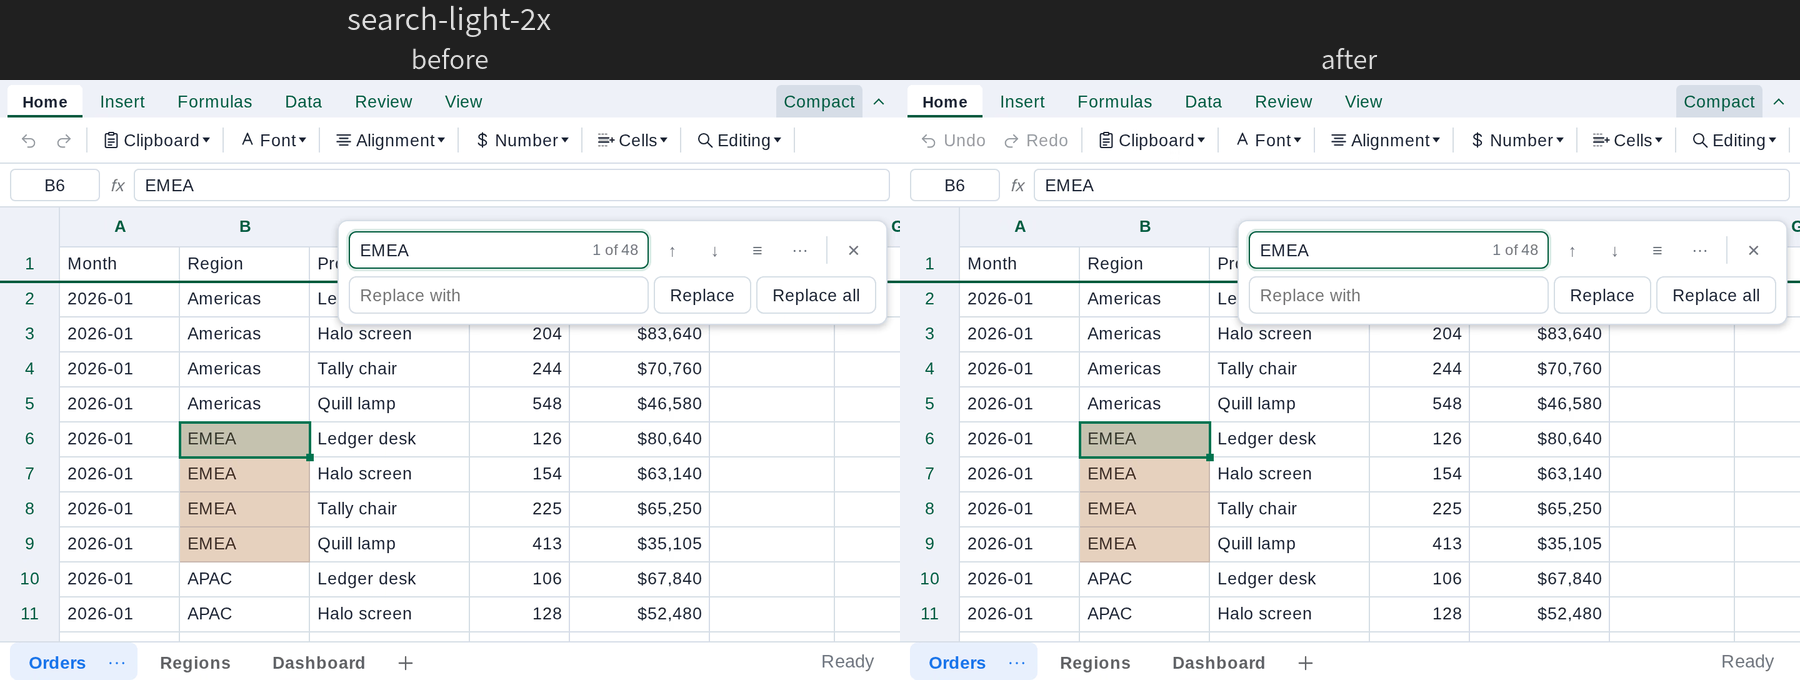 search-light-2x
before
after
Home Insert Formulas Data Review View Compact
Clipboard Font Alignment $ Number Cells Editing
B6 fx EMEA
A B G
EMEA 1 of 48
Replace with Replace Replace all
1 Month Region Pr
2 2026-01 Americas Le
3 2026-01 Americas Halo screen 204 $83,640
4 2026-01 Americas Tally chair 244 $70,760
5 2026-01 Americas Quill lamp 548 $46,580
6 2026-01 EMEA Ledger desk 126 $80,640
7 2026-01 EMEA Halo screen 154 $63,140
8 2026-01 EMEA Tally chair 225 $65,250
9 2026-01 EMEA Quill lamp 413 $35,105
10 2026-01 APAC Ledger desk 106 $67,840
11 2026-01 APAC Halo screen 128 $52,480
Orders ··· Regions Dashboard + Ready
Home Insert Formulas Data Review View Compact
Undo Redo Clipboard Font Alignment $ Number Cells Editing
B6 fx EMEA
A B G
EMEA 1 of 48
Replace with Replace Replace all
1 Month Region Pr
2 2026-01 Americas Le
3 2026-01 Americas Halo screen 204 $83,640
4 2026-01 Americas Tally chair 244 $70,760
5 2026-01 Americas Quill lamp 548 $46,580
6 2026-01 EMEA Ledger desk 126 $80,640
7 2026-01 EMEA Halo screen 154 $63,140
8 2026-01 EMEA Tally chair 225 $65,250
9 2026-01 EMEA Quill lamp 413 $35,105
10 2026-01 APAC Ledger desk 106 $67,840
11 2026-01 APAC Halo screen 128 $52,480
Orders ··· Regions Dashboard + Ready